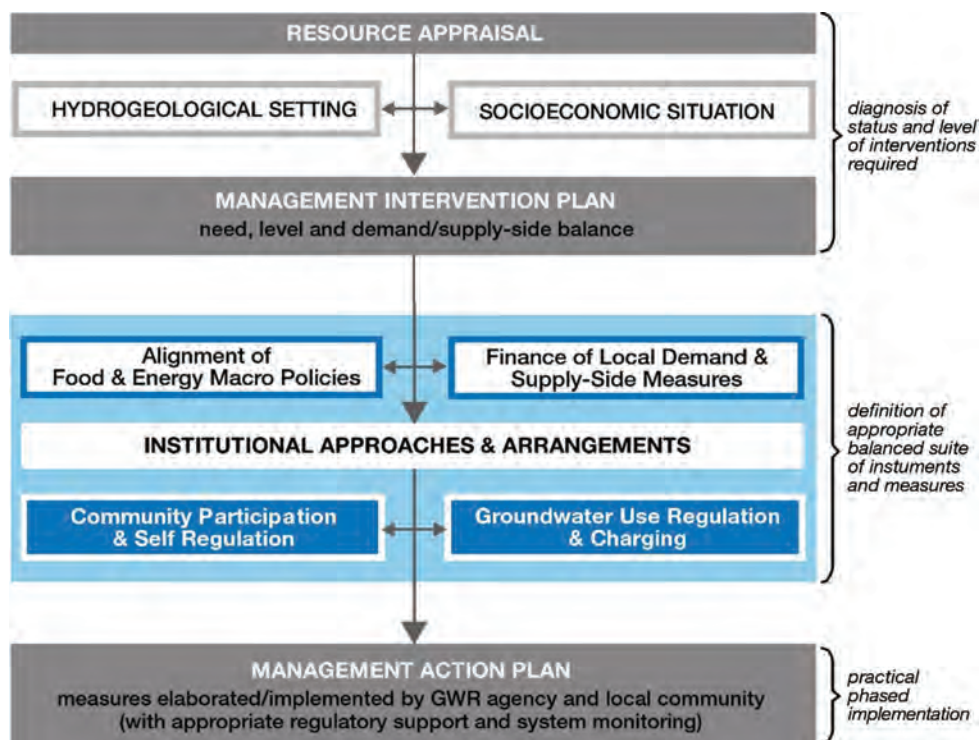 RESOURCE APPRAISAL
HYDROGEOLOGICAL SETTING
SOCIOECONOMIC SITUATION
diagnosis of
status and level
of interventions
required
MANAGEMENT INTERVENTION PLAN
need, level and demand/supply-side balance
Alignment of
Food & Energy Macro Policies
Finance of Local Demand &
Supply-Side Measures
INSTITUTIONAL APPROACHES & ARRANGEMENTS
definition of
appropriate
balanced suite
of instuments
and measures
Community Participation
& Self Regulation
Groundwater Use Regulation
& Charging
MANAGEMENT ACTION PLAN
measures elaborated/implemented by GWR agency and local community
(with appropriate regulatory support and system monitoring)
practical
phased
implementation